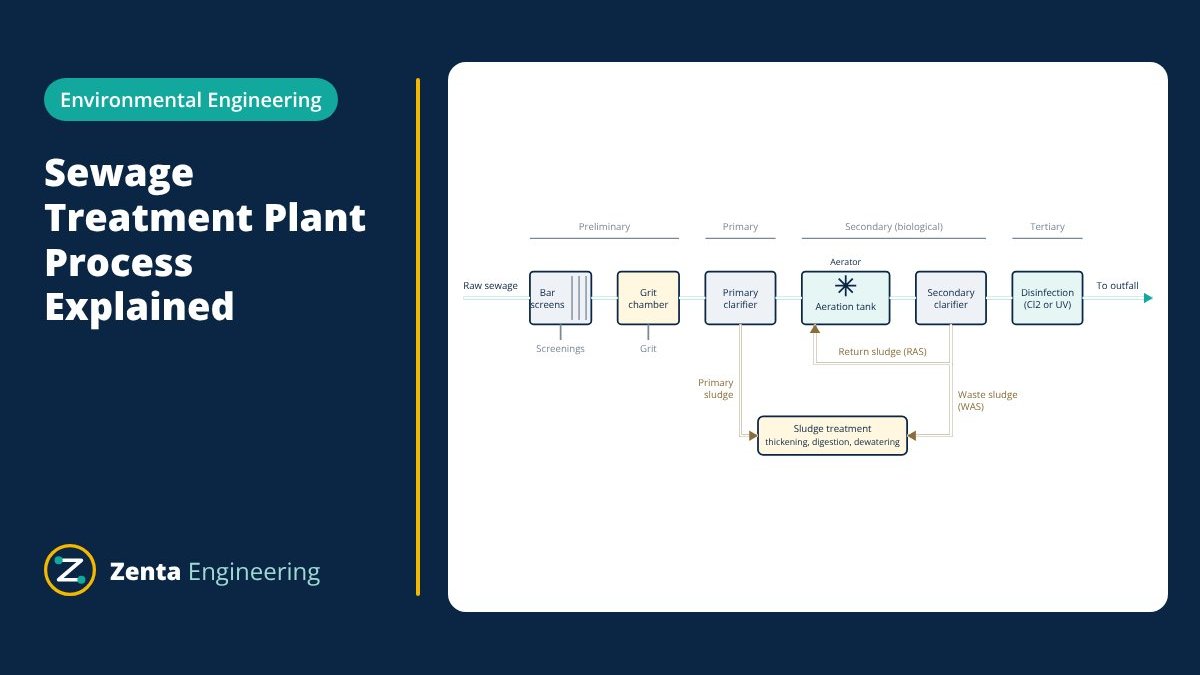 Environmental Engineering
Sewage
Treatment Plant
Process
Explained
Zenta Engineering
Preliminary
Primary
Secondary (biological)
Tertiary
Aerator
Raw sewage
Bar
screens
Grit
chamber
Primary
clarifier
Aeration tank
Secondary
clarifier
Disinfection
(Cl2 or UV)
To outfall
Screenings
Grit
Return sludge (RAS)
Primary
sludge
Waste sludge
(WAS)
Sludge treatment
thickening, digestion, dewatering